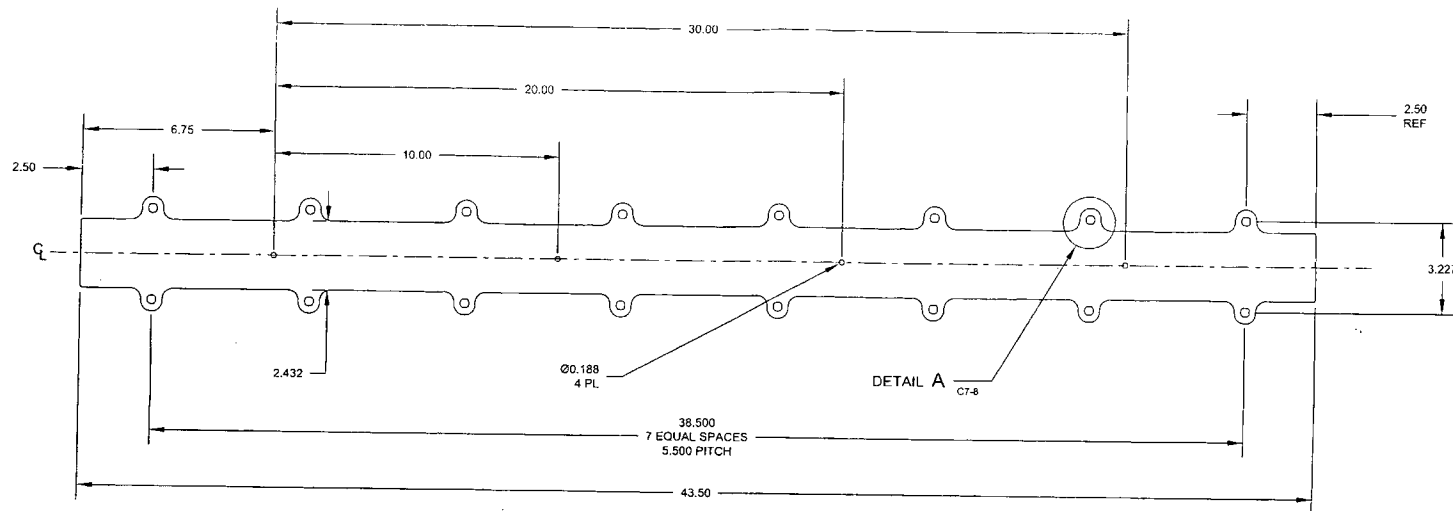 30.00
20.00
2.50
REF
6.75
10.00
2.50
℄
3.227
2.432
Ø0.188
4 PL
DETAIL A
C7-8
38.500
7 EQUAL SPACES
5.500 PITCH
43.50